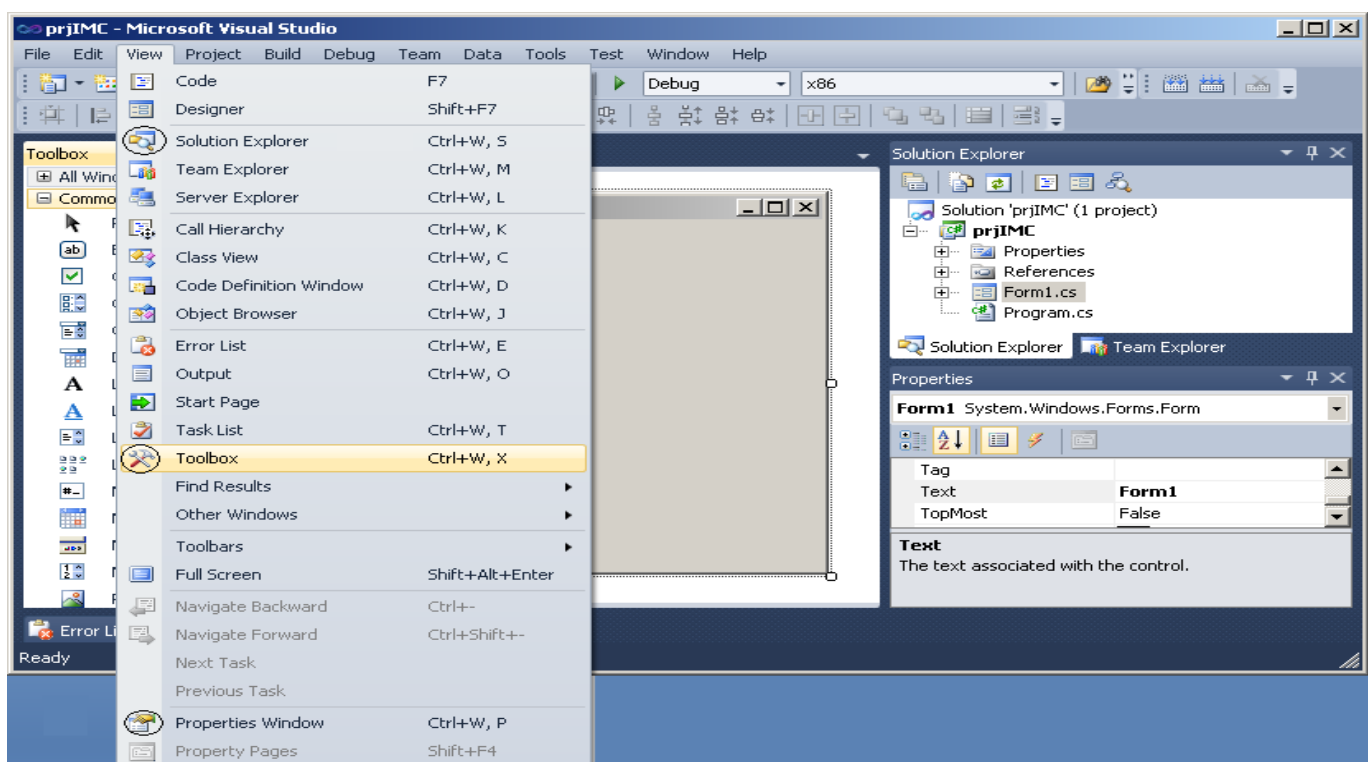 prjIMC - Microsoft Visual Studio
File Edit View Project Build Debug Team Data Tools Test Window Help
Debug x86
Code F7
Designer Shift+F7
Solution Explorer Ctrl+W, S
Team Explorer Ctrl+W, M
Server Explorer Ctrl+W, L
Call Hierarchy Ctrl+W, K
Class View Ctrl+W, C
Code Definition Window Ctrl+W, D
Object Browser Ctrl+W, J
Error List Ctrl+W, E
Output Ctrl+W, O
Start Page
Task List Ctrl+W, T
Toolbox Ctrl+W, X
Find Results
Other Windows
Toolbars
Full Screen Shift+Alt+Enter
Navigate Backward Ctrl+-
Navigate Forward Ctrl+Shift+-
Next Task
Previous Task
Properties Window Ctrl+W, P
Property Pages Shift+F4
Toolbox
All Wind
Commo
Error Li
Ready
Solution Explorer
Solution 'prjIMC' (1 project)
prjIMC
Properties
References
Form1.cs
Program.cs
Solution Explorer Team Explorer
Properties
Form1 System.Windows.Forms.Form
Tag
Text Form1
TopMost False
Text
The text associated with the control.